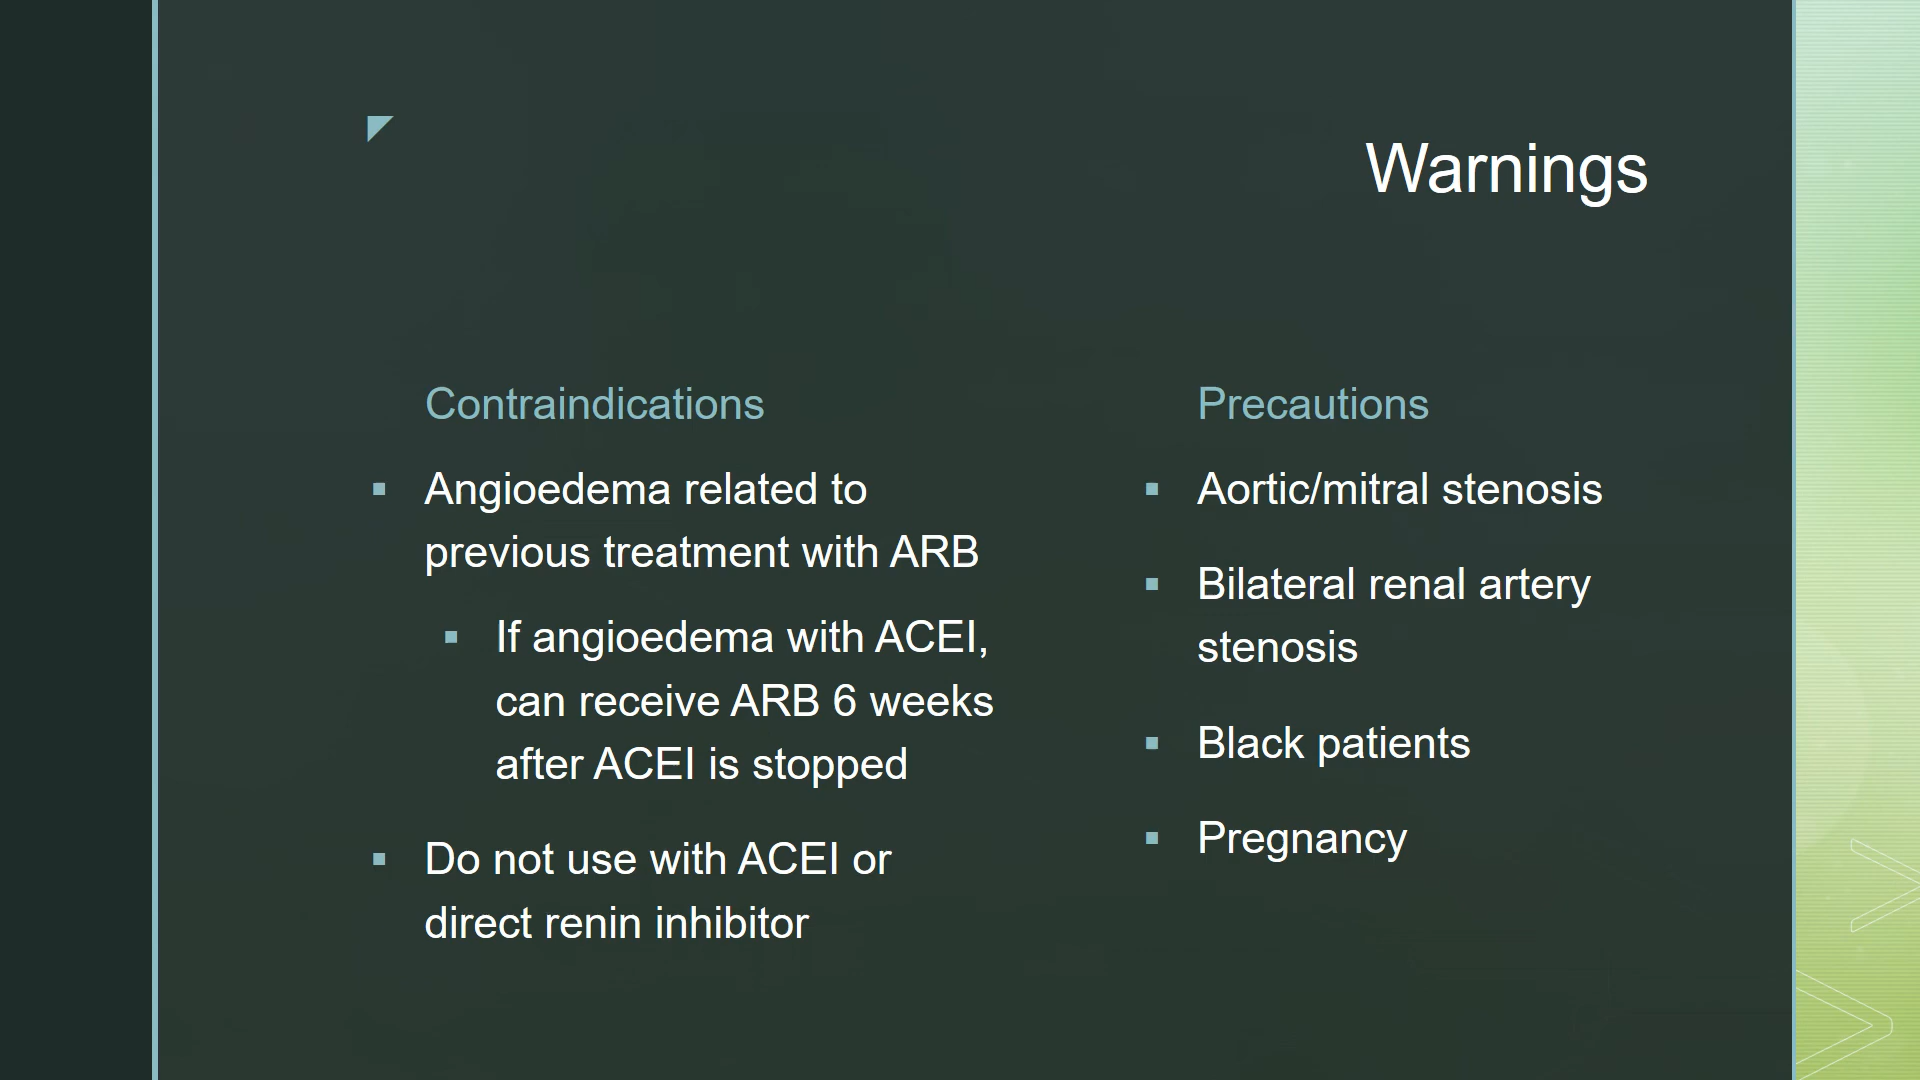 Warnings
Contraindications
▪ Angioedema related to
previous treatment with ARB
▪ If angioedema with ACEI,
can receive ARB 6 weeks
after ACEI is stopped
▪ Do not use with ACEI or
direct renin inhibitor
Precautions
▪ Aortic/mitral stenosis
▪ Bilateral renal artery
stenosis
▪ Black patients
▪ Pregnancy